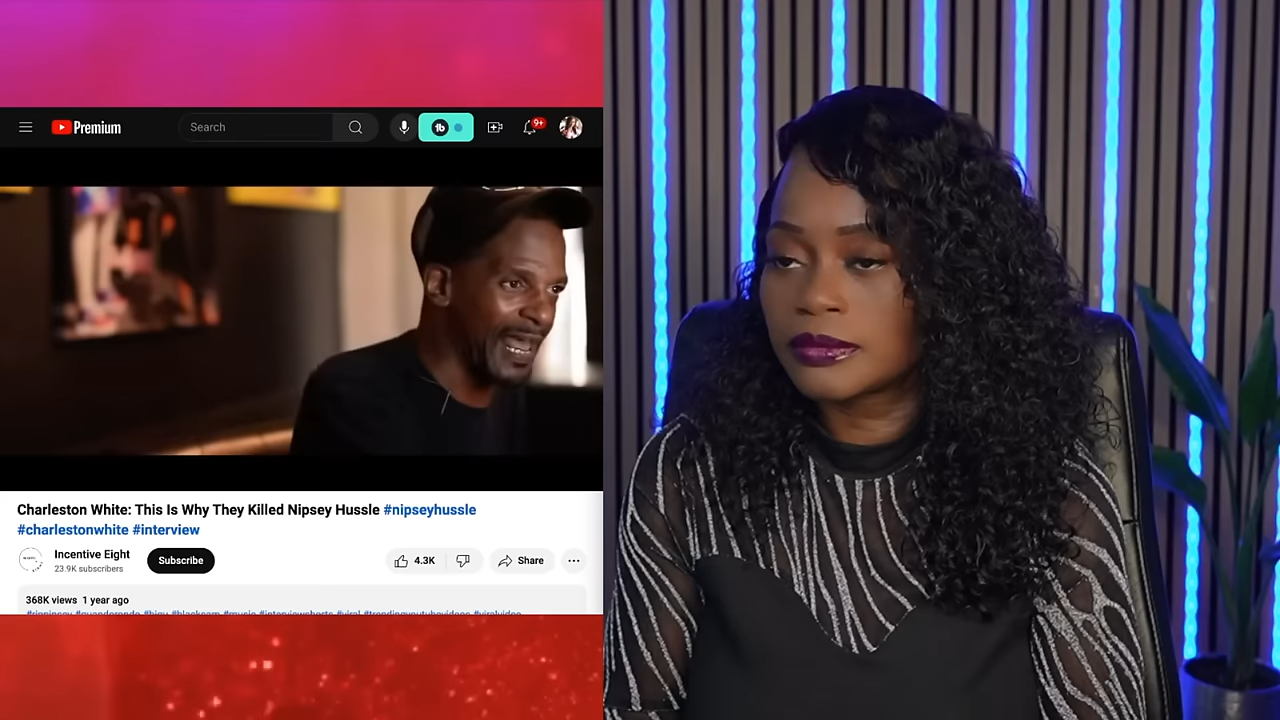 Premium
Search
9+
Charleston White: This Is Why They Killed Nipsey Hussle #nipseyhussle
#charlestonwhite #interview
Incentive Eight
23.9K subscribers
Subscribe
4.3K
Share
368K views 1 year ago